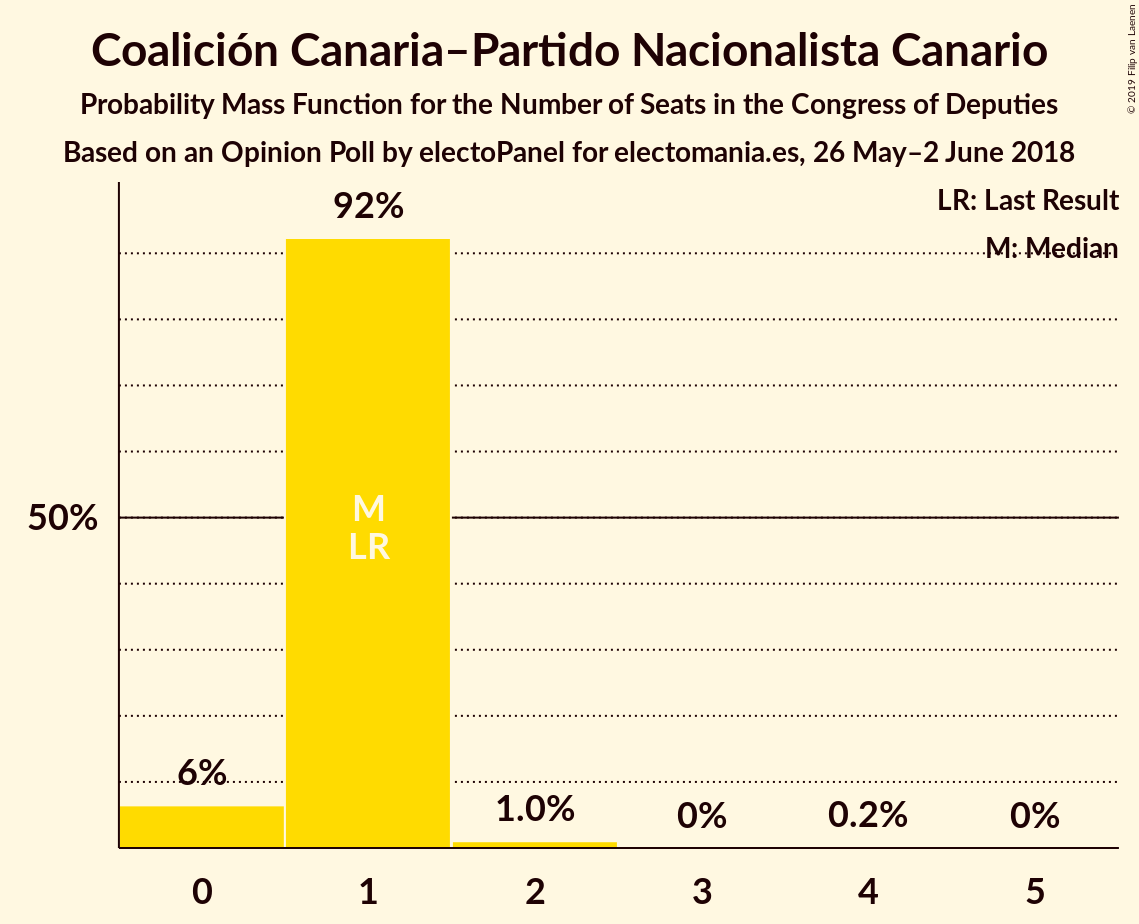 Coalición Canaria–Partido Nacionalista Canario
Probability Mass Function for the Number of Seats in the Congress of Deputies
Based on an Opinion Poll by electoPanel for electomania.es, 26 May–2 June 2018
© 2019 Filip van Laenen
LR: Last Result
M: Median
92%
50%
M
LR
6%
1.0%
0%
0.2%
0%
0
1
2
3
4
5